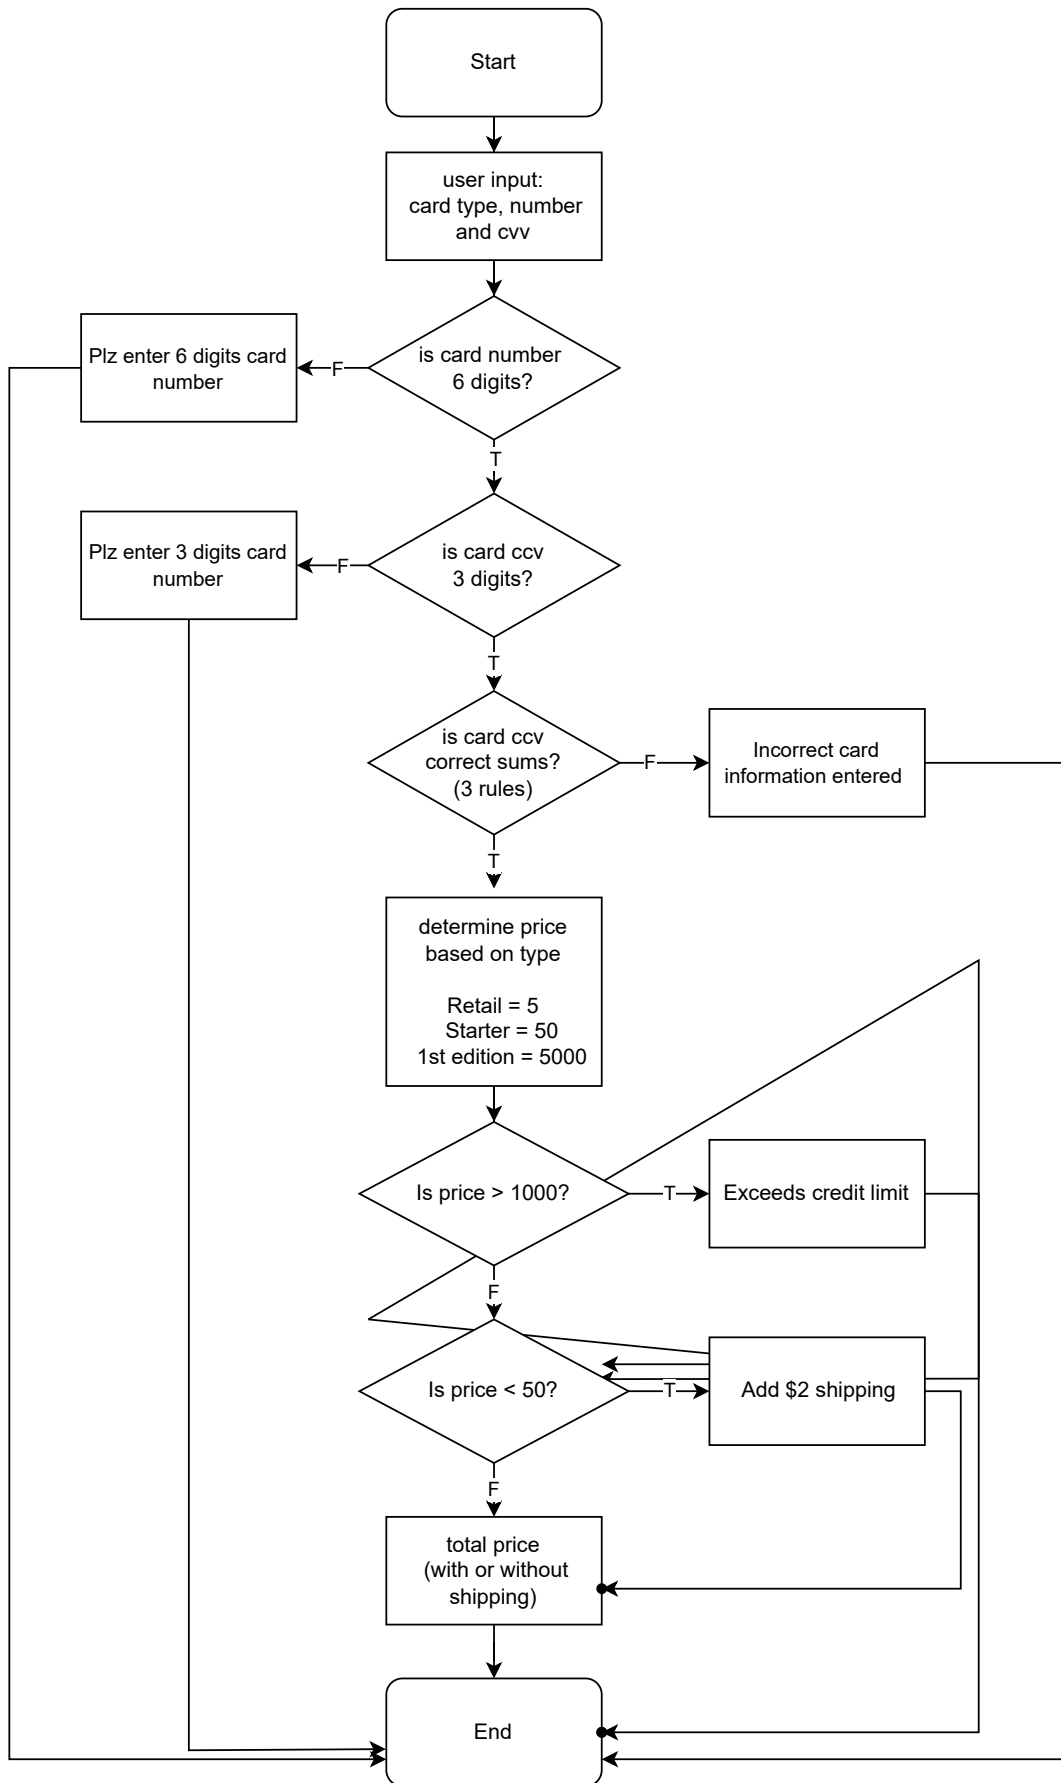 Start
user input:
card type, number
and cvv
is card number
6 digits?
F
Plz enter 6 digits card
number
T
is card ccv
3 digits?
F
Plz enter 3 digits card
number
T
is card ccv
correct sums?
(3 rules)
F
Incorrect card
information entered
T
determine price
based on type
Retail = 5
Starter = 50
1st edition = 5000
Is price > 1000?
T
Exceeds credit limit
F
Is price < 50?
T
Add $2 shipping
F
total price
(with or without
shipping)
End